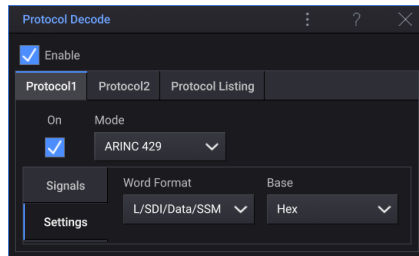 Protocol Decode
Enable
Protocol1 Protocol2 Protocol Listing
On Mode
ARINC 429
Signals Word Format Base
L/SDI/Data/SSM Hex
Settings